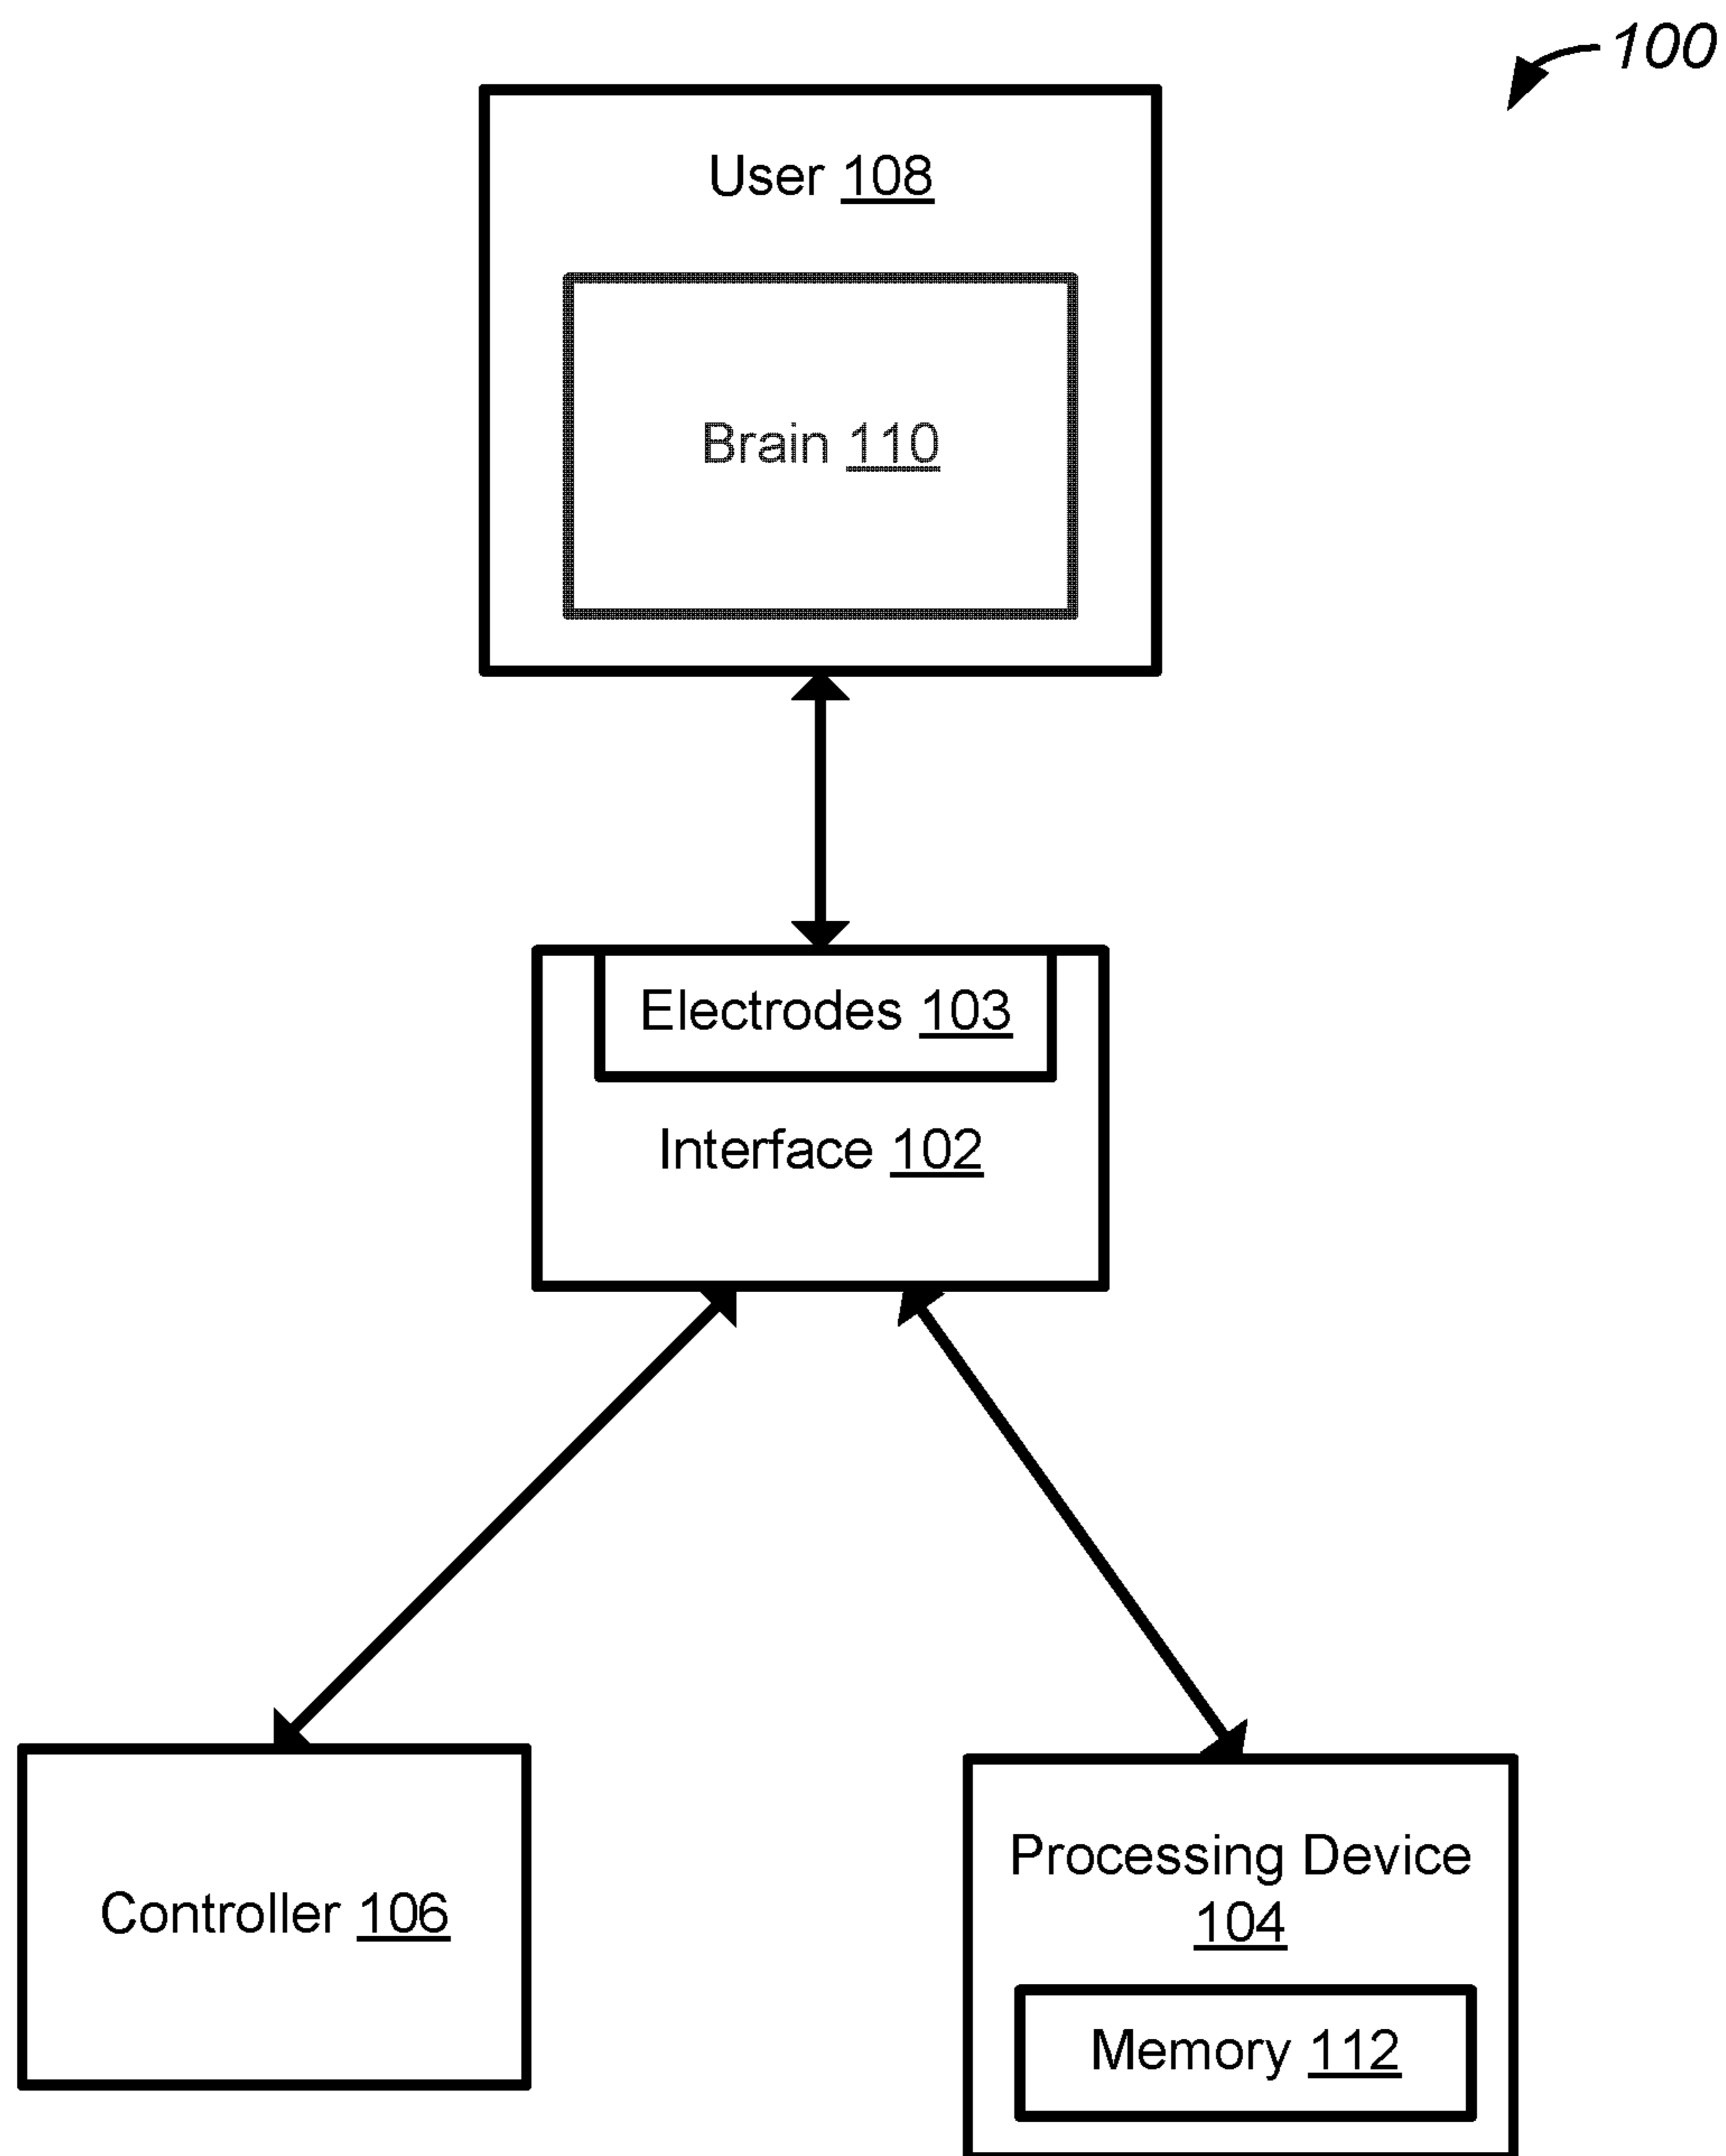 100
User 108
Brain 110
Electrodes 103
Interface 102
Controller 106
Processing Device
104
Memory 112